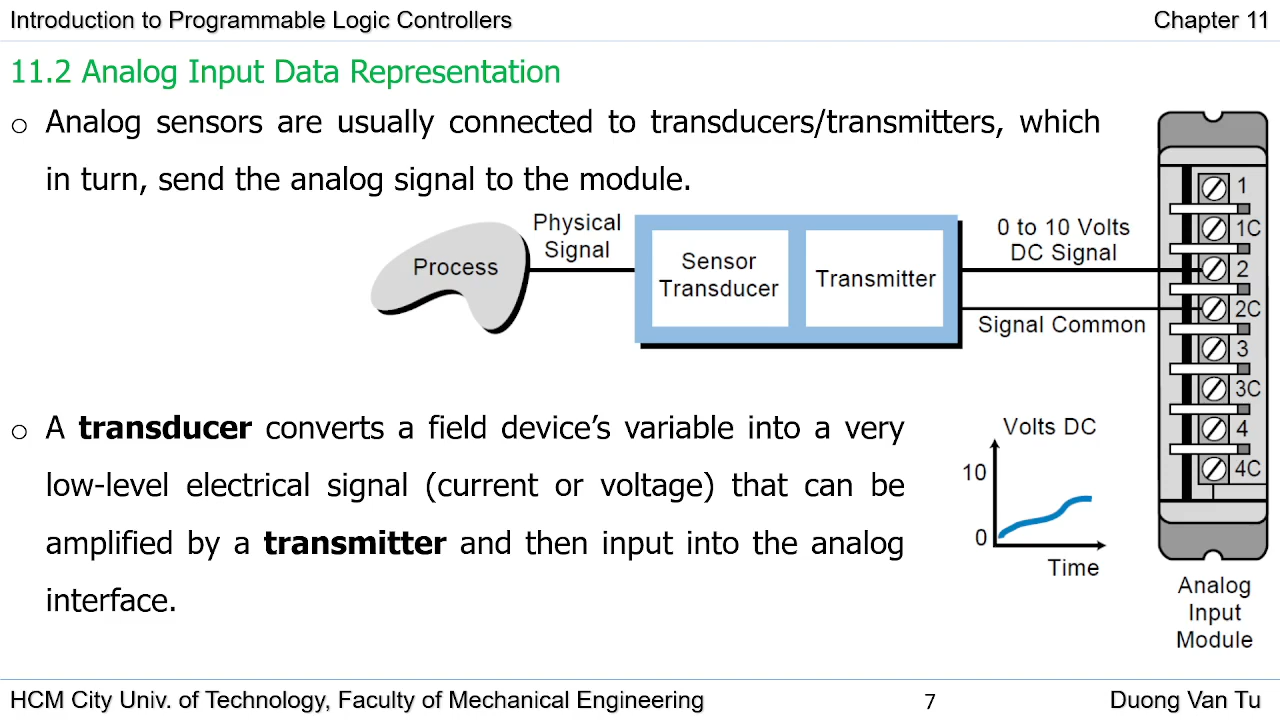 Introduction to Programmable Logic Controllers
Chapter 11
11.2 Analog Input Data Representation
o Analog sensors are usually connected to transducers/transmitters, which
in turn, send the analog signal to the module.
Process
Physical
Signal
Sensor
Transducer
Transmitter
0 to 10 Volts
DC Signal
Signal Common
1
1C
2
2C
3
3C
4
4C
Analog
Input
Module
o A transducer converts a field device’s variable into a very
low-level electrical signal (current or voltage) that can be
amplified by a transmitter and then input into the analog
interface.
Volts DC
10
0
Time
HCM City Univ. of Technology, Faculty of Mechanical Engineering
7
Duong Van Tu